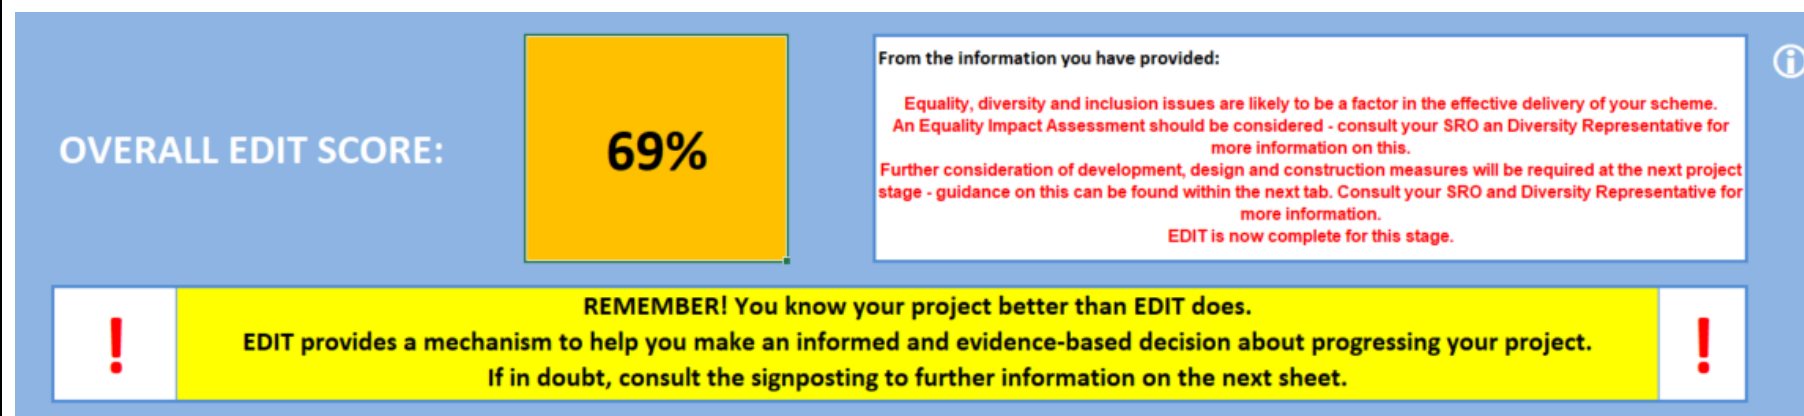 OVERALL EDIT SCORE:
69%
From the information you have provided:
Equality, diversity and inclusion issues are likely to be a factor in the effective delivery of your scheme.
An Equality Impact Assessment should be considered - consult your SRO an Diversity Representative for
more information on this.
Further consideration of development, design and construction measures will be required at the next project
stage - guidance on this can be found within the next tab. Consult your SRO and Diversity Representative for
more information.
EDIT is now complete for this stage.
!
REMEMBER! You know your project better than EDIT does.
EDIT provides a mechanism to help you make an informed and evidence-based decision about progressing your project.
If in doubt, consult the signposting to further information on the next sheet.
!